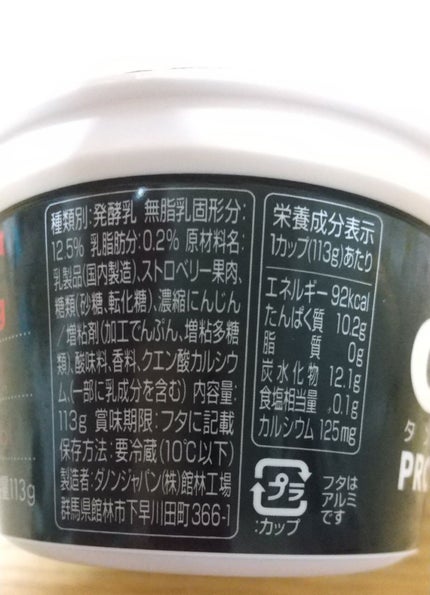 種類別:発酵乳 無脂乳固形分:
12.5% 乳脂肪分:0.2% 原材料名:
乳製品(国内製造)、ストロベリー果肉、
糖類(砂糖、転化糖)、濃縮にんじん
/増粘剤(加工でんぷん、増粘多糖
類)、酸味料、香料、クエン酸カルシウ
ム、(一部に乳成分を含む) 内容量:
113g 賞味期限:フタに記載
保存方法:要冷蔵(10℃以下)
製造者:ダノンジャパン(株)館林工場
群馬県館林市下早川田町366-1
栄養成分表示
1カップ(113g)あたり
エネルギー 92kcal
たんぱく質 10.2g
脂質 0g
炭水化物 12.1g
食塩相当量 0.1g
カルシウム 125mg
プラ
:カップ
フタは
アルミ
です
量113g
PRO